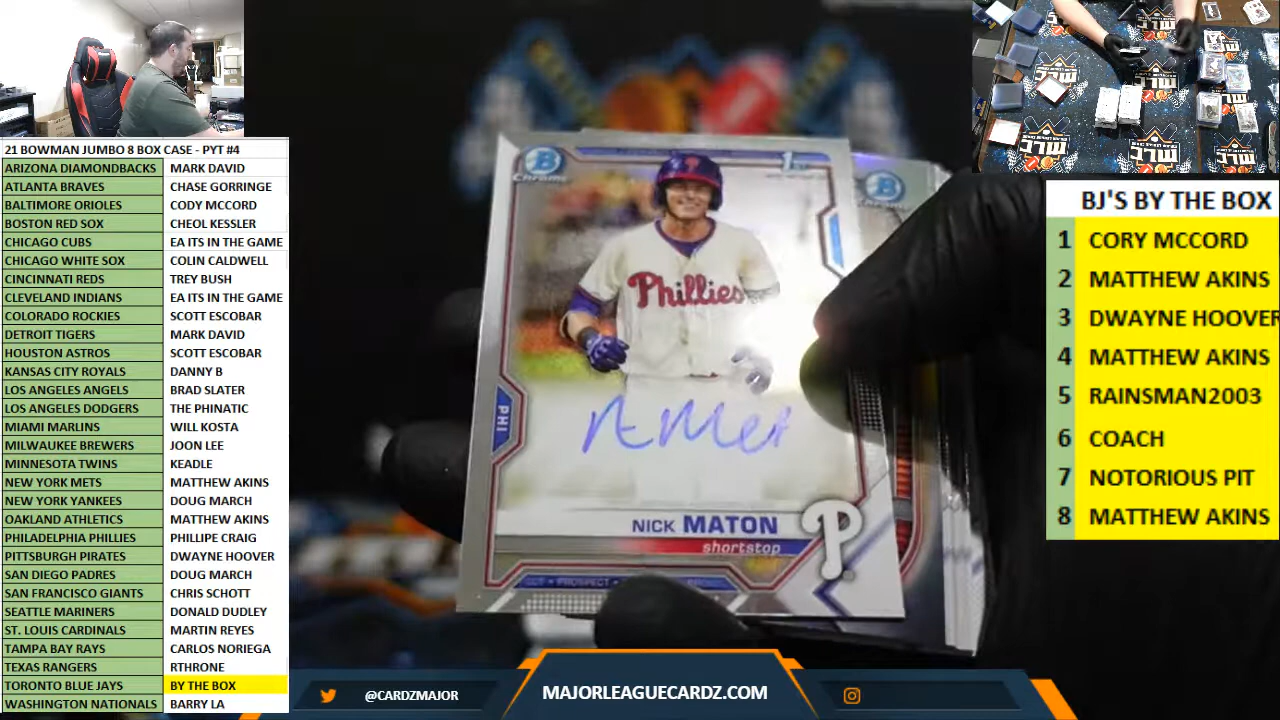 21 BOWMAN JUMBO 8 BOX CASE - PYT #4
ARIZONA DIAMONDBACKS MARK DAVID
ATLANTA BRAVES CHASE GORRINGE
BALTIMORE ORIOLES CODY MCCORD
BOSTON RED SOX CHEOL KESSLER
CHICAGO CUBS EA ITS IN THE GAME
CHICAGO WHITE SOX COLIN CALDWELL
CINCINNATI REDS TREY BUSH
CLEVELAND INDIANS EA ITS IN THE GAME
COLORADO ROCKIES SCOTT ESCOBAR
DETROIT TIGERS MARK DAVID
HOUSTON ASTROS SCOTT ESCOBAR
KANSAS CITY ROYALS DANNY B
LOS ANGELES ANGELS BRAD SLATER
LOS ANGELES DODGERS THE PHINATIC
MIAMI MARLINS WILL KOSTA
MILWAUKEE BREWERS JOON LEE
MINNESOTA TWINS KEADLE
NEW YORK METS MATTHEW AKINS
NEW YORK YANKEES DOUG MARCH
OAKLAND ATHLETICS MATTHEW AKINS
PHILADELPHIA PHILLIES PHILLIPE CRAIG
PITTSBURGH PIRATES DWAYNE HOOVER
SAN DIEGO PADRES DOUG MARCH
SAN FRANCISCO GIANTS CHRIS SCHOTT
SEATTLE MARINERS DONALD DUDLEY
ST. LOUIS CARDINALS MARTIN REYES
TAMPA BAY RAYS CARLOS NORIEGA
TEXAS RANGERS RTHRONE
TORONTO BLUE JAYS BY THE BOX
WASHINGTON NATIONALS BARRY LA
B
Chrome
1st
Phillies
PHI
NICK MATON
shortstop
P
B
Chrome
BJ'S BY THE BOX
1 CORY MCCORD
2 MATTHEW AKINS
3 DWAYNE HOOVER
4 MATTHEW AKINS
5 RAINSMAN2003
6 COACH
7 NOTORIOUS PIT
8 MATTHEW AKINS
@CARDZMAJOR
MAJORLEAGUECARDZ.COM